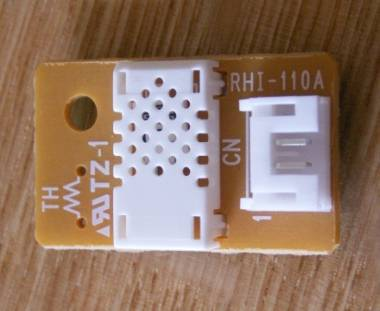 RHI-110A
CN
1
TH
TZ-1